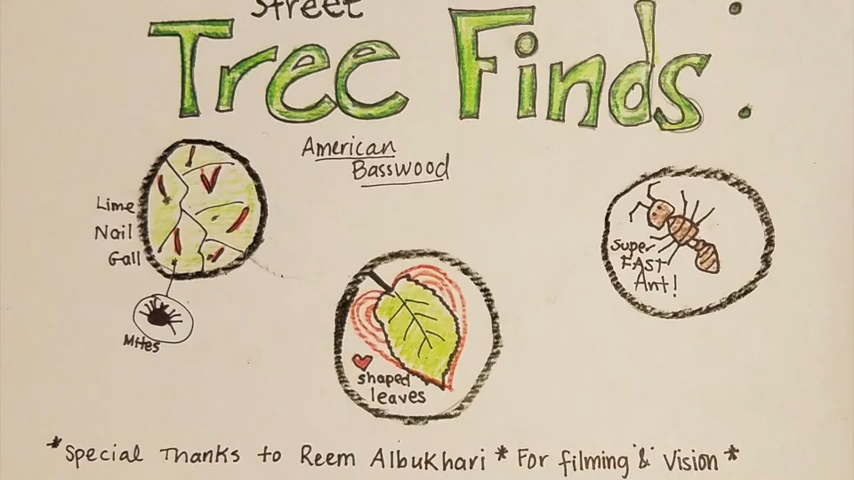 Street
Tree Finds:
American
Basswood
Lime
Nail
Gall
Mites
♥
shaped
leaves
Super
FAST
Ant!
*Special Thanks to Reem Albukhari * For filming & Vision *